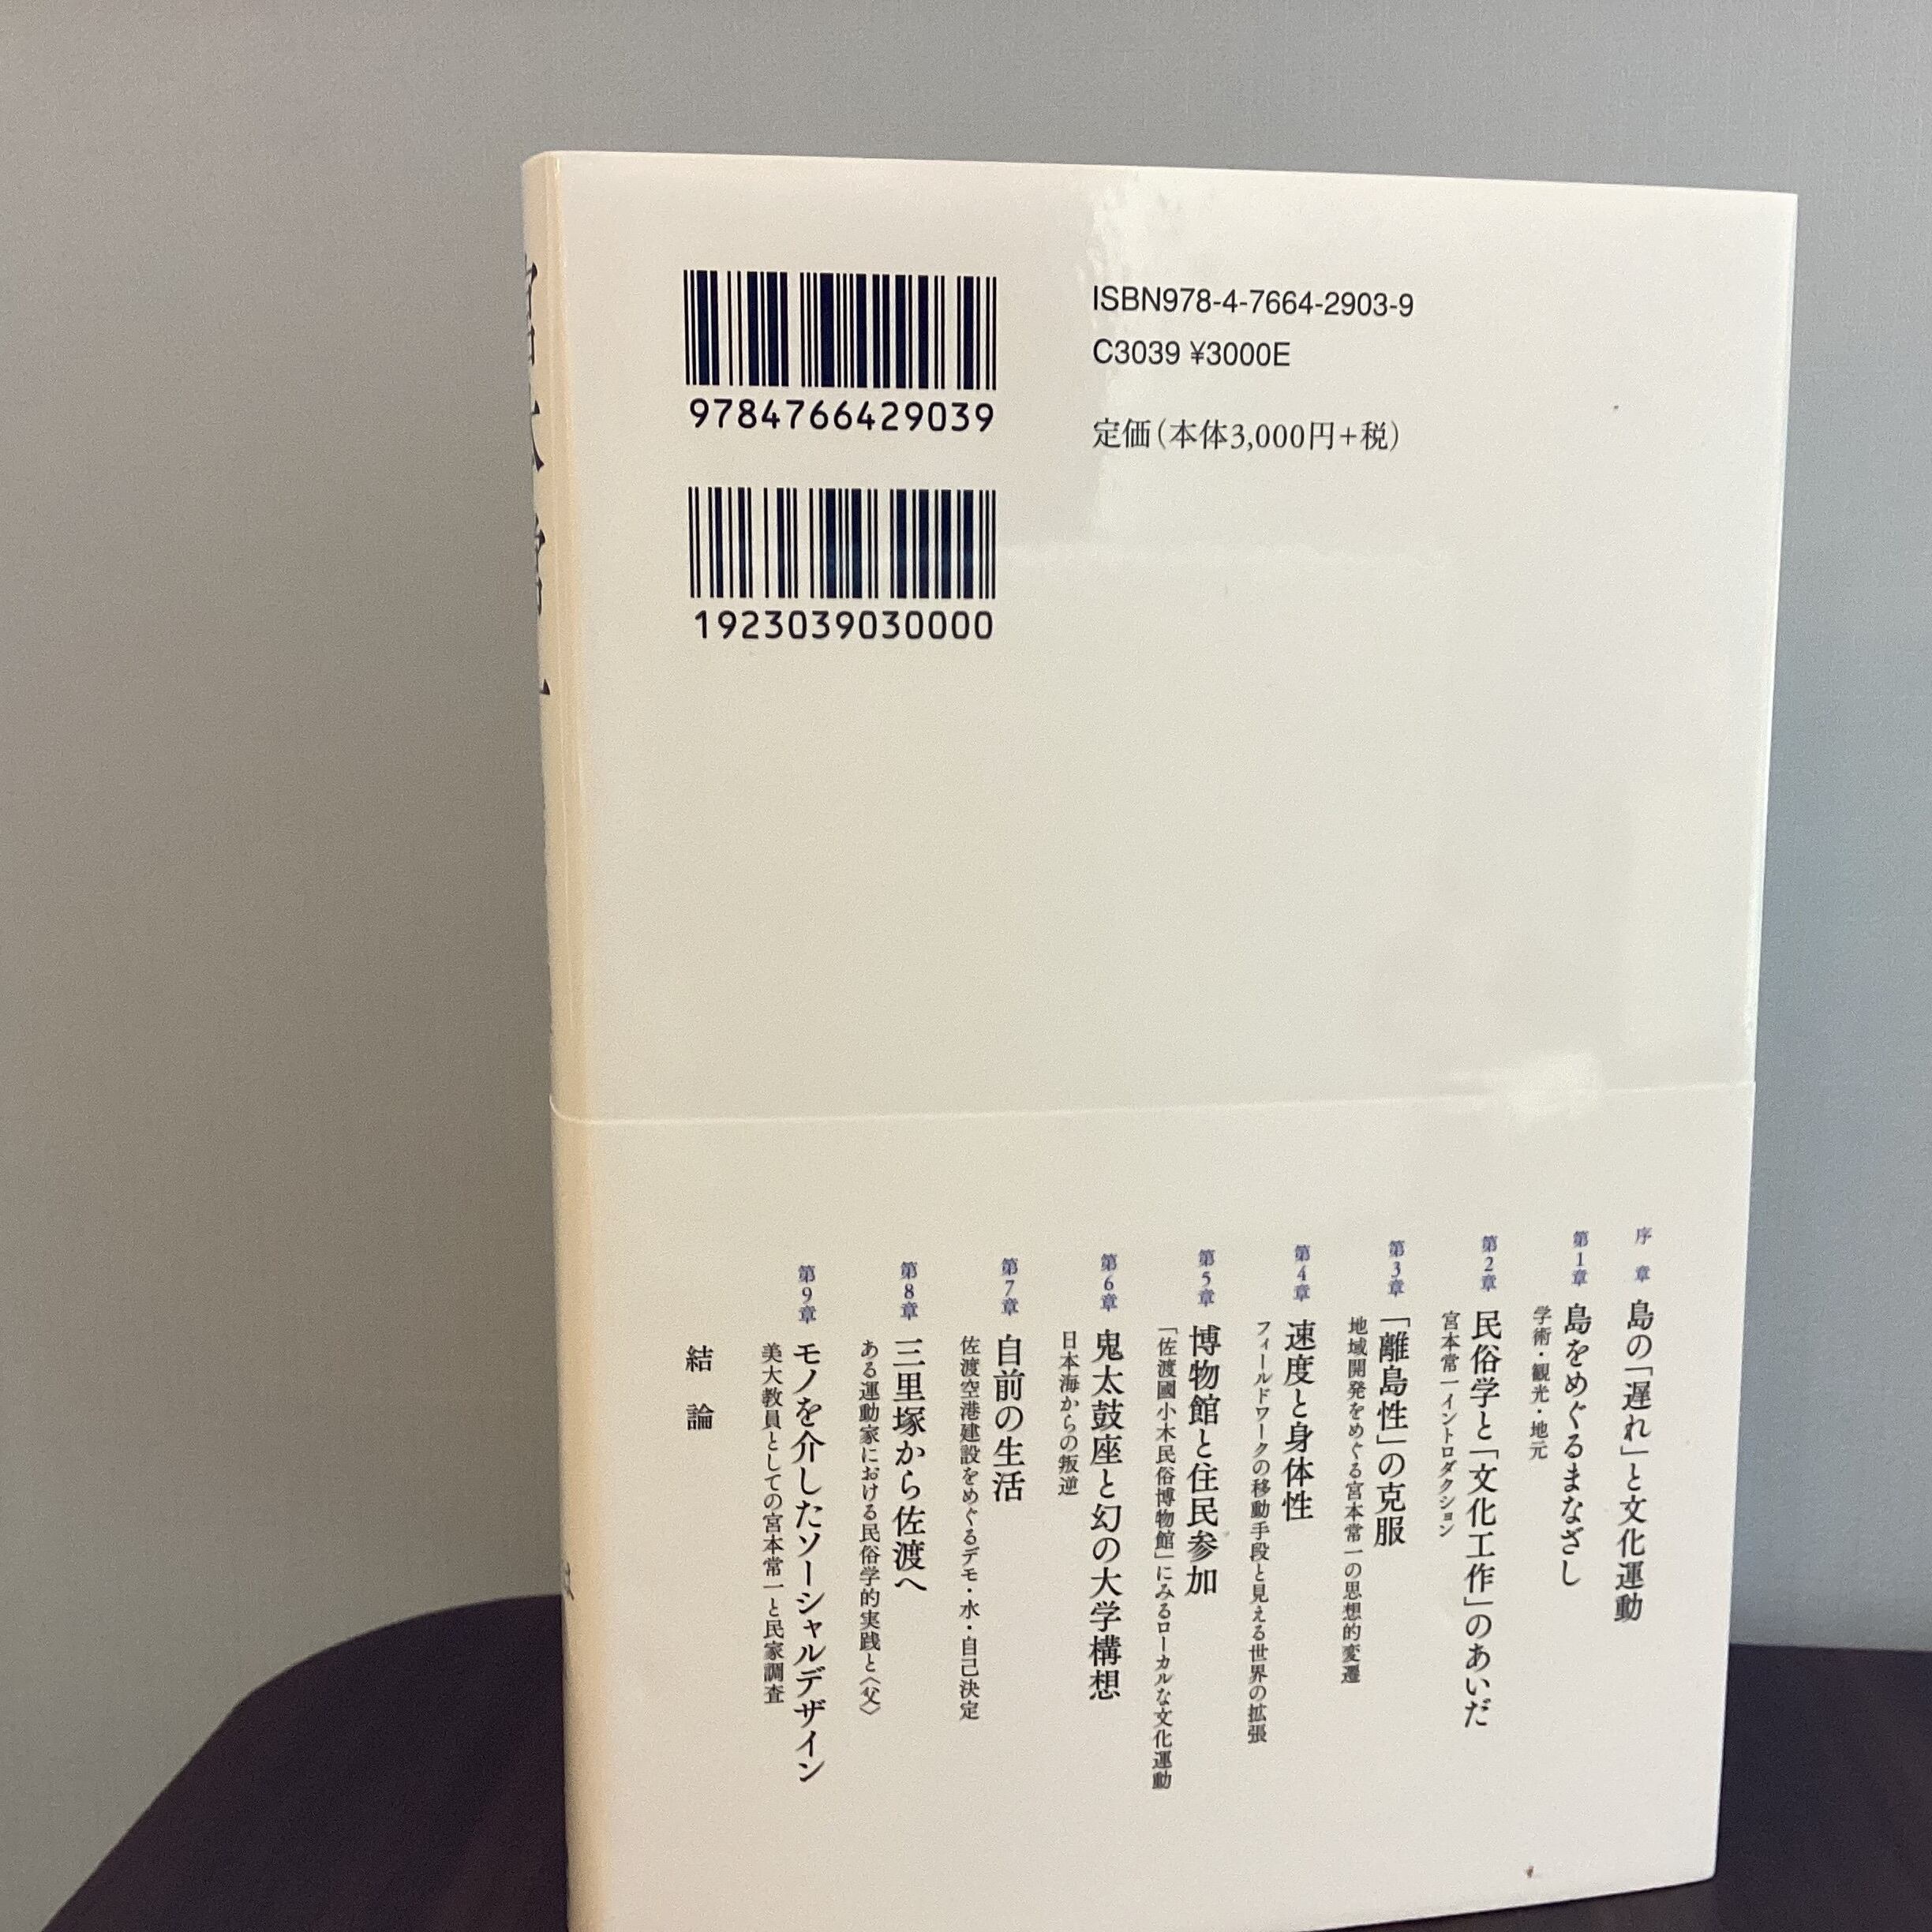 ISBN978-4-7664-2903-9
C3039 ¥3000E
定価(本体3,000円+税)
9784766429039
1923039030000
序 章 島の「遅れ」と文化運動
第1章 島をめぐるまなざし
学術・観光・地元
第2章 民俗学と「文化工作」のあいだ
宮本常一イントロダクション
第3章 「離島性」の克服
地域開発をめぐる宮本常一の思想的変遷
第4章 速度と身体性
フィールドワークの移動手段と見える世界の拡張
第5章 博物館と住民参加
「佐渡國小木民俗博物館」にみるローカルな文化運動
第6章 鬼太鼓座と幻の大学構想
日本海からの叛逆
第7章 自前の生活
佐渡空港建設をめぐるデモ・水・自己決定
第8章 三里塚から佐渡へ
ある運動家における民俗学的実践と〈父〉
第9章 モノを介したソーシャルデザイン
美大教員としての宮本常一と民家調査
結 論